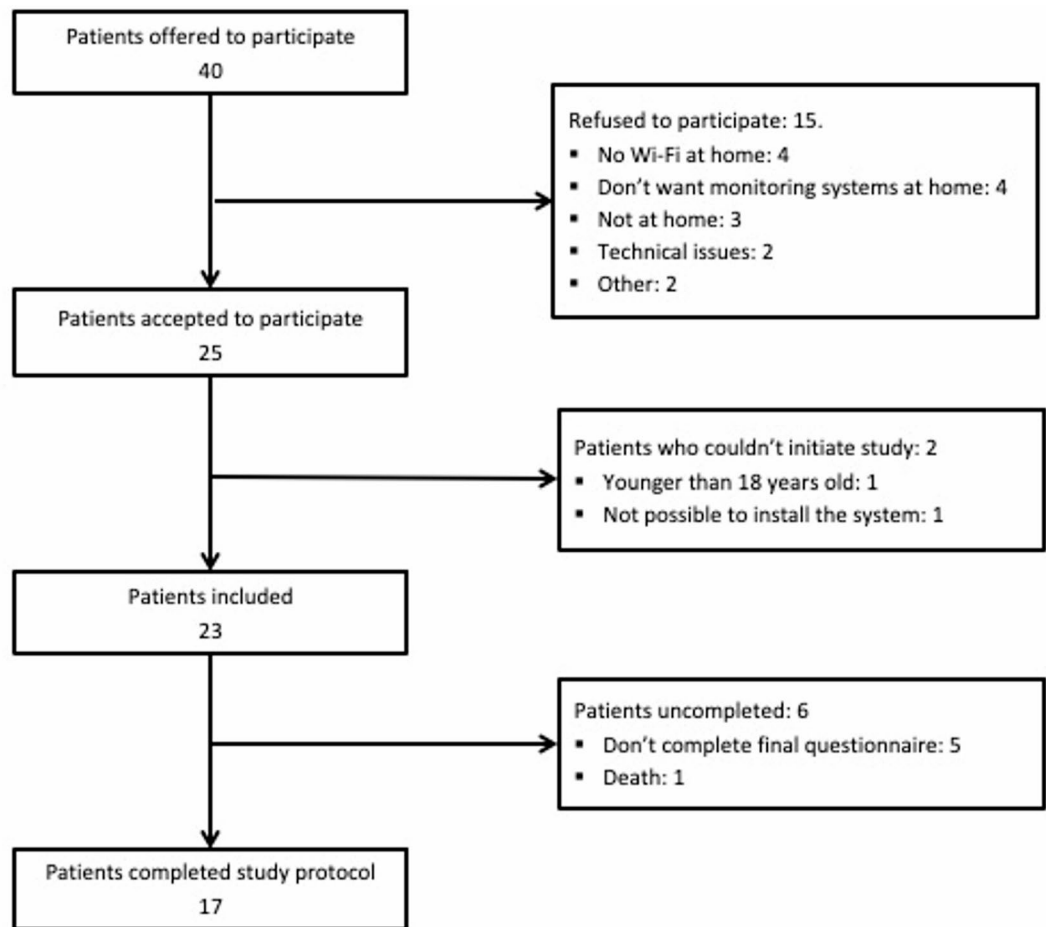 Patients offered to participate
40
Refused to participate: 15.
▪ No Wi-Fi at home: 4
▪ Don't want monitoring systems at home: 4
▪ Not at home: 3
▪ Technical issues: 2
▪ Other: 2
Patients accepted to participate
25
Patients who couldn't initiate study: 2
▪ Younger than 18 years old: 1
▪ Not possible to install the system: 1
Patients included
23
Patients uncompleted: 6
▪ Don't complete final questionnaire: 5
▪ Death: 1
Patients completed study protocol
17